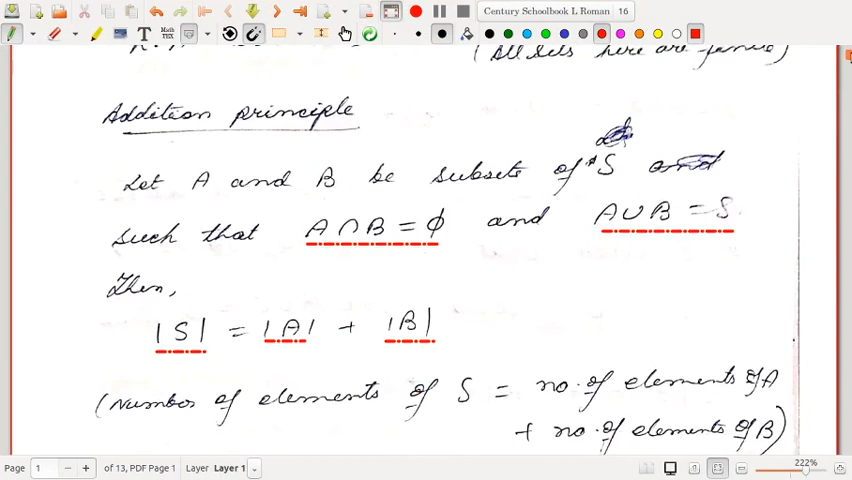 Century Schoolbook L Roman 16
T Math TEX
(All sets here are finite)
Addition principle
Let A and B be subsets of S
such that A ∩ B = ϕ and A ∪ B = S.
Then,
|S| = |A| + |B|
(Number of elements of S = no. of elements of A
+ no. of elements of B)
Page 1 of 13, PDF Page 1 Layer Layer 1 222%